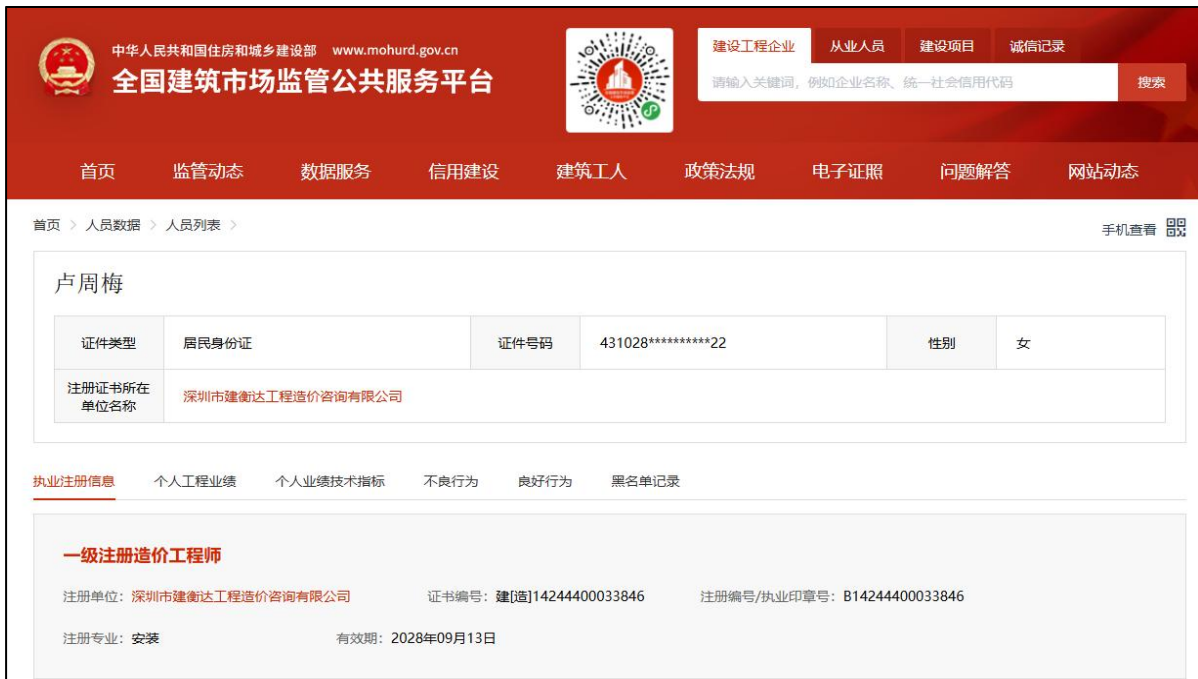 中华人民共和国住房和城乡建设部 www.mohurd.gov.cn
全国建筑市场监管公共服务平台
建设工程企业 从业人员 建设项目 诚信记录
请输入关键词，例如企业名称、统一社会信用代码 搜索
首页 监管动态 数据服务 信用建设 建筑工人 政策法规 电子证照 问题解答 网站动态
首页 > 人员数据 > 人员列表 >
手机查看
卢周梅
证件类型 居民身份证 证件号码 431028**********22 性别 女
注册证书所在
单位名称
深圳市建衡达工程造价咨询有限公司
执业注册信息 个人工程业绩 个人业绩技术指标 不良行为 良好行为 黑名单记录
一级注册造价工程师
注册单位：深圳市建衡达工程造价咨询有限公司 证书编号：建[造]14244400033846 注册编号/执业印章号：B14244400033846
注册专业：安装 有效期：2028年09月13日